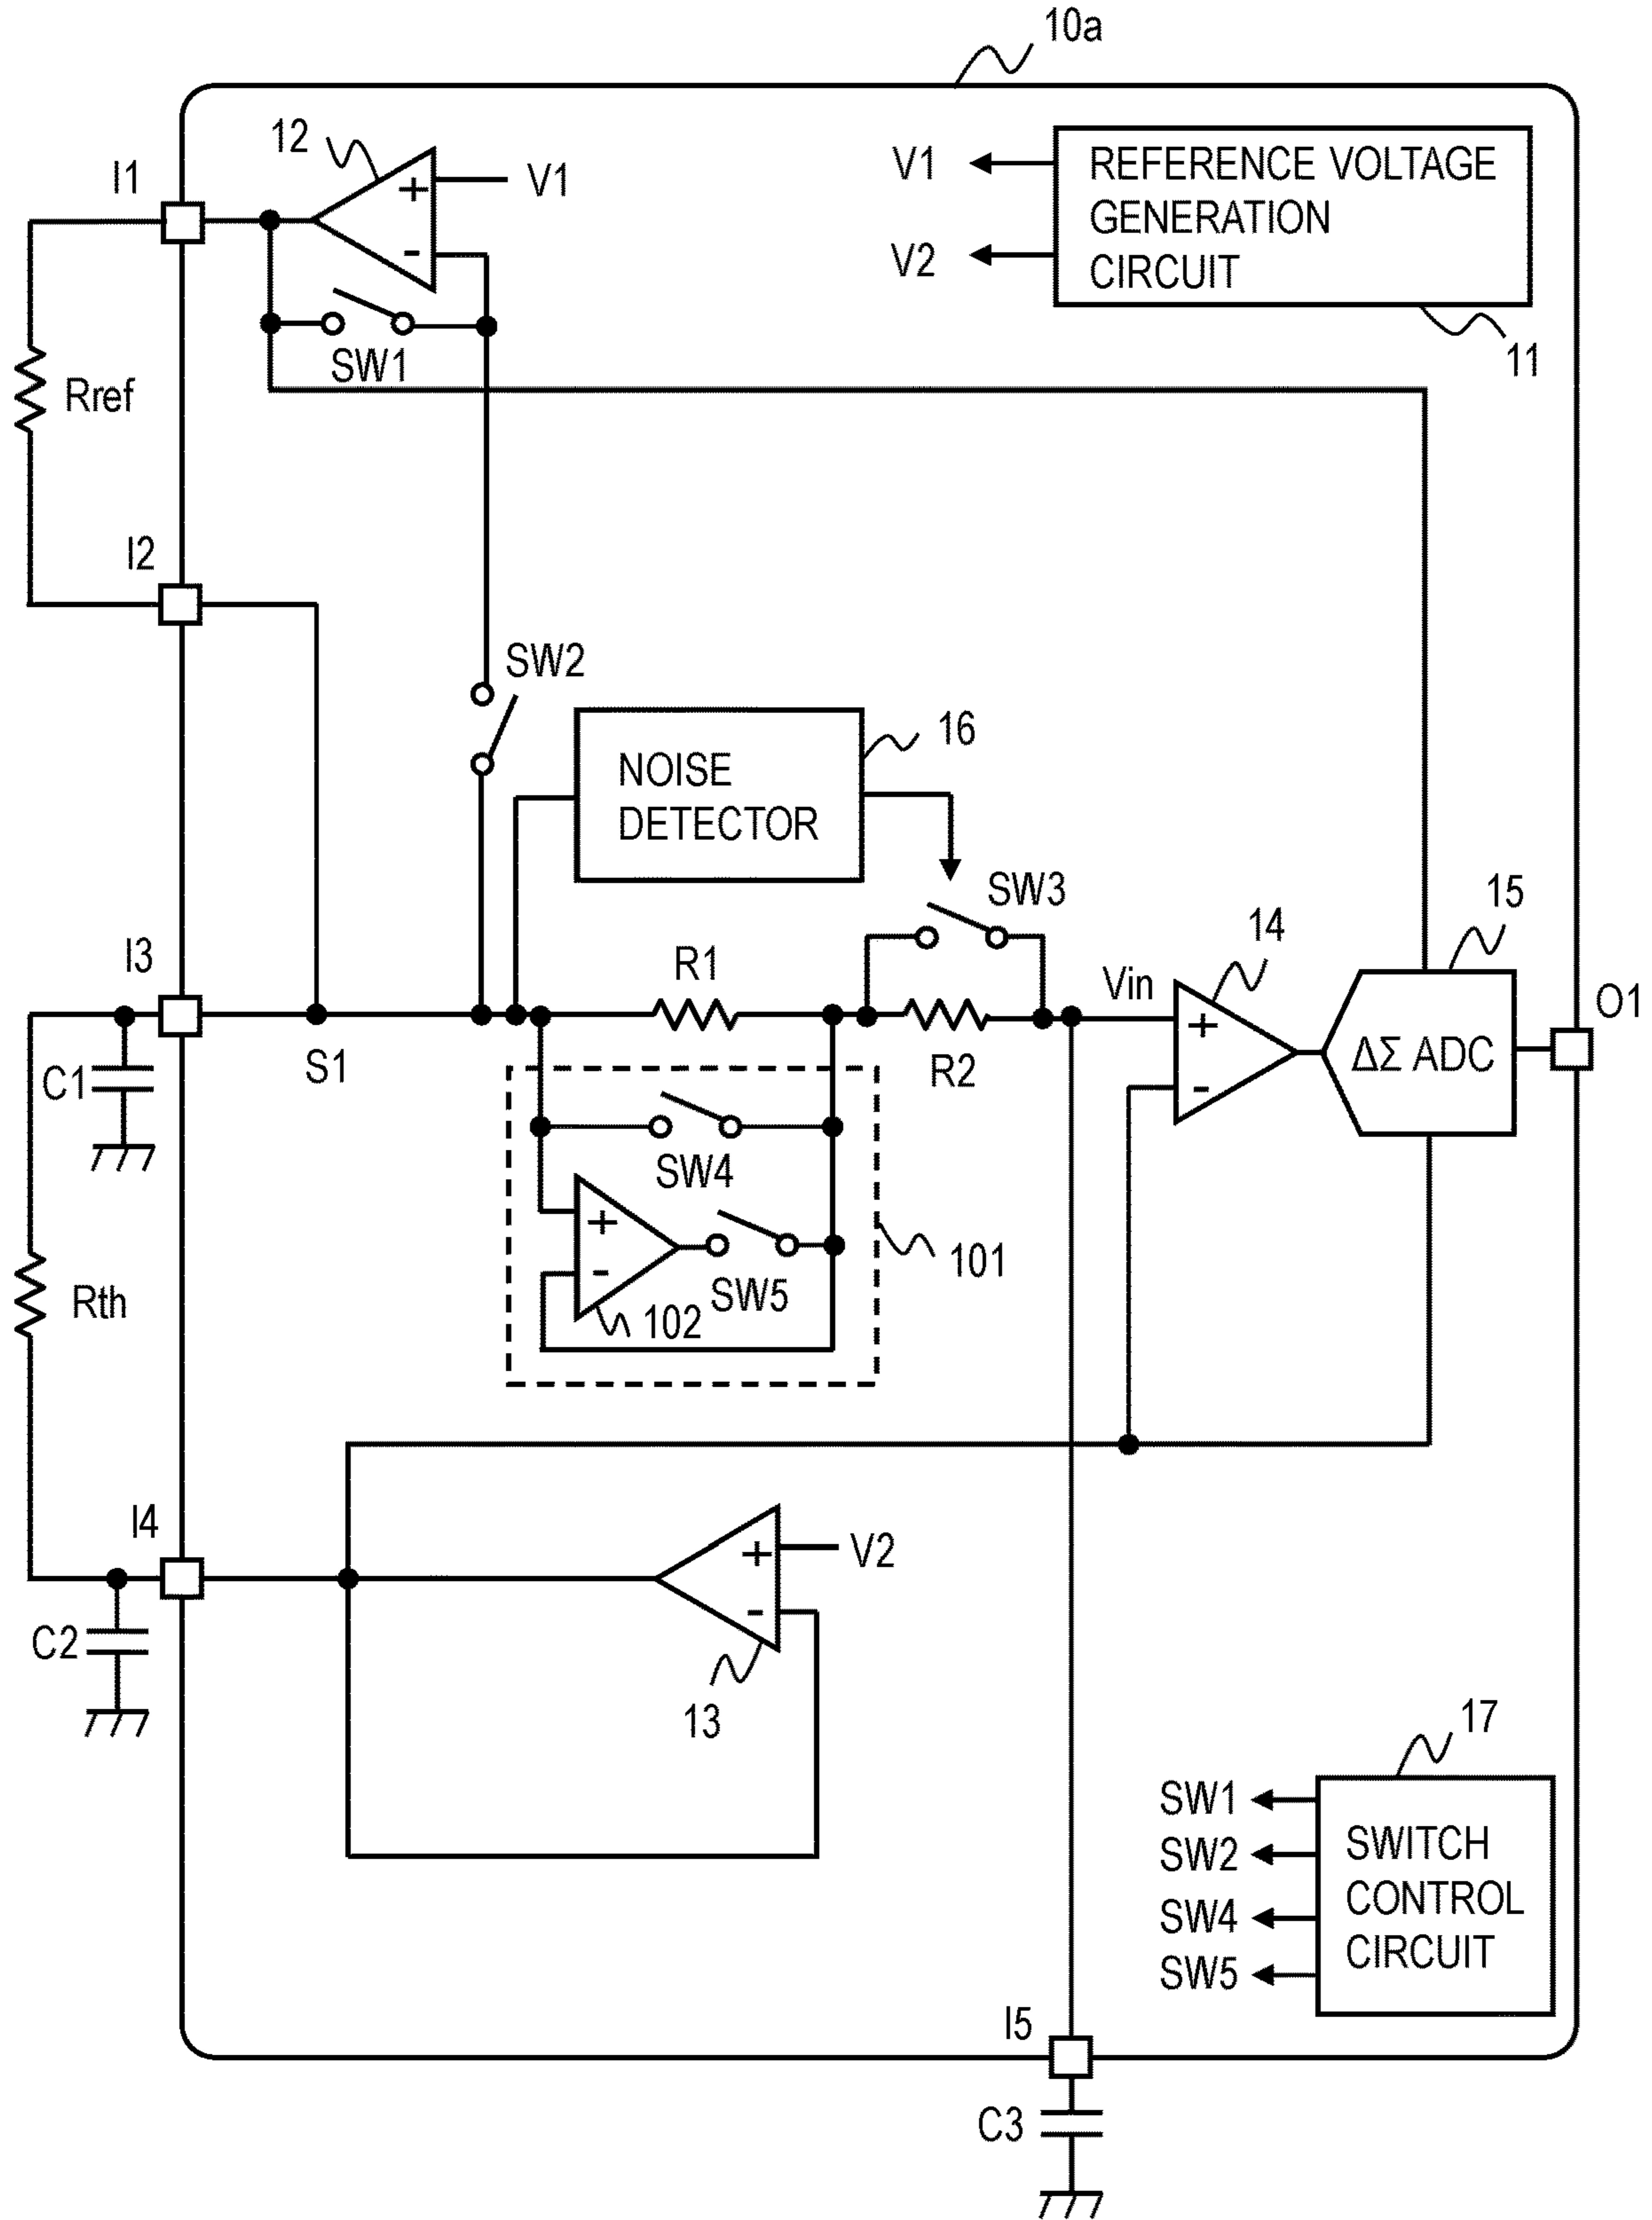 10a
12
I1
+
V1
-
SW1
V1
V2
REFERENCE VOLTAGE
GENERATION
CIRCUIT
11
Rref
I2
SW2
NOISE
DETECTOR
16
SW3
I3
R1
R2
Vin
14
+
-
15
ΔΣ ADC
O1
C1
S1
SW4
+
-
SW5
102
101
Rth
I4
+
V2
-
13
C2
17
SW1
SW2
SW4
SW5
SWITCH
CONTROL
CIRCUIT
I5
C3